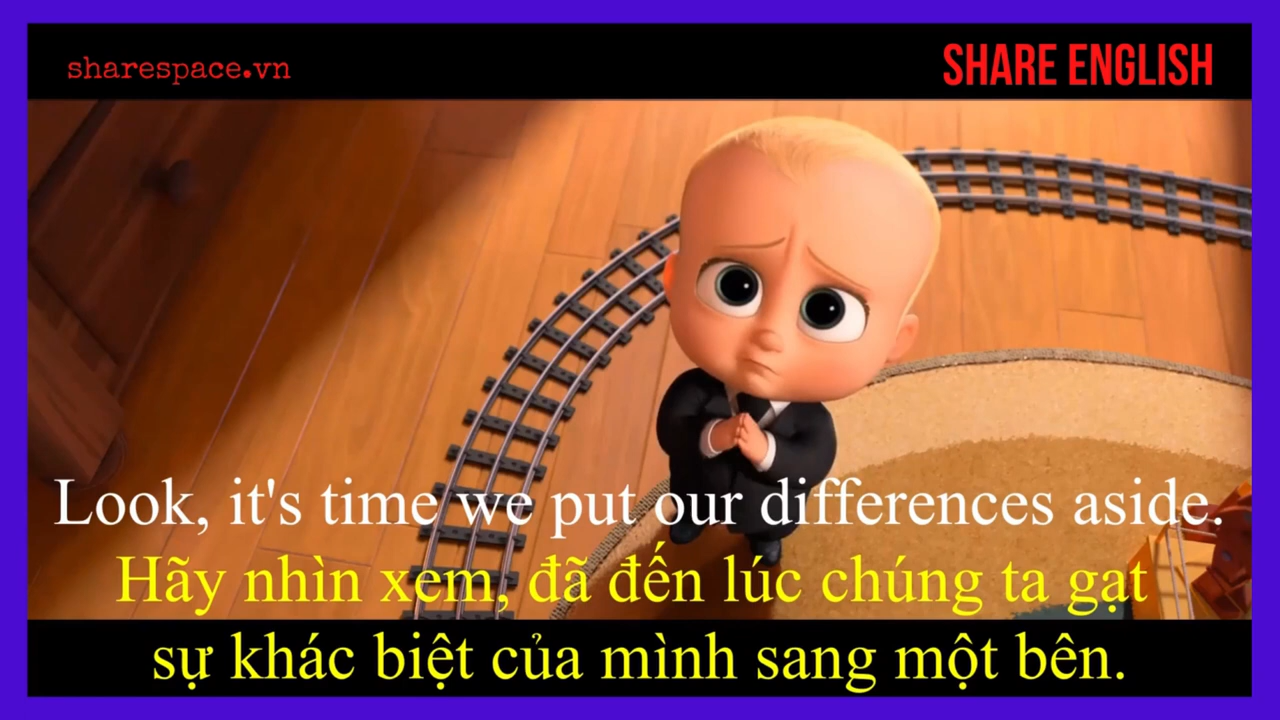 sharespace.vn
SHARE ENGLISH
Look, it's time we put our differences aside.
Hãy nhìn xem, đã đến lúc chúng ta gạt
sự khác biệt của mình sang một bên.